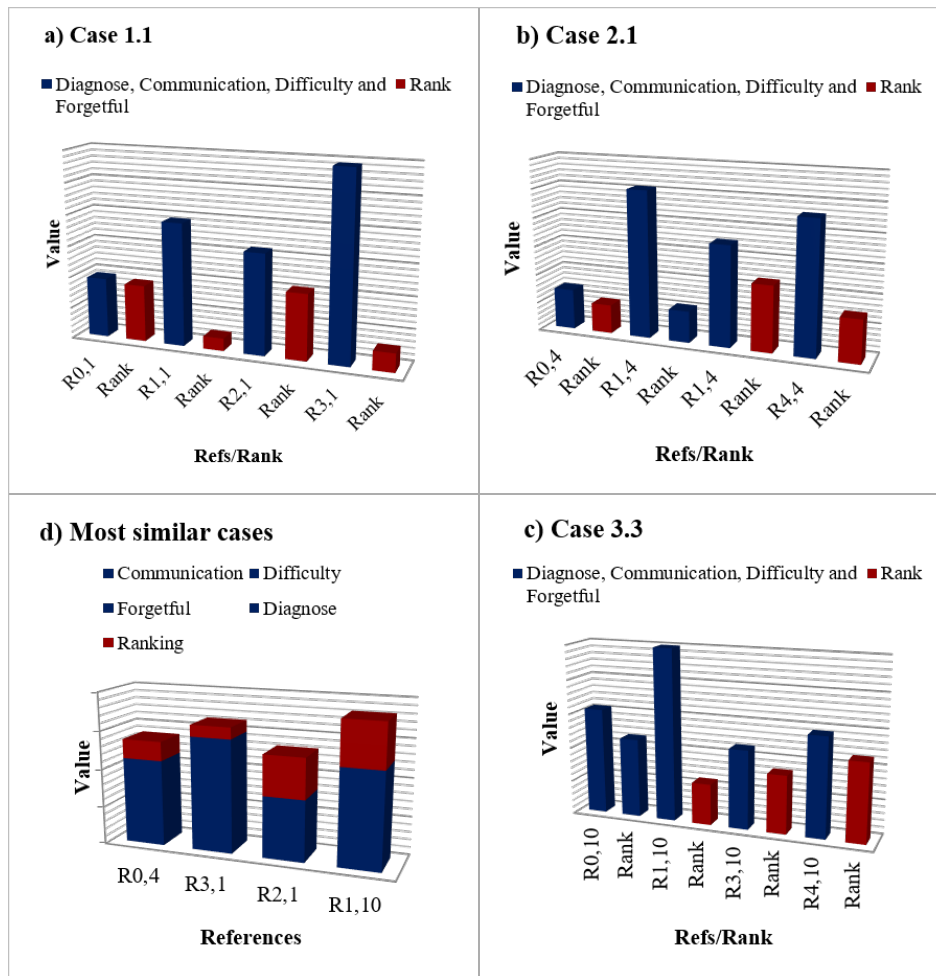 a) Case 1.1
Diagnose, Communication, Difficulty and Forgetful
Rank
Value
R0,1
Rank
R1,1
Rank
R2,1
Rank
R3,1
Rank
Refs/Rank
b) Case 2.1
Diagnose, Communication, Difficulty and Forgetful
Rank
Value
R0,4
Rank
R1,4
Rank
R1,4
Rank
R4,4
Rank
Refs/Rank
d) Most similar cases
Communication
Difficulty
Forgetful
Diagnose
Ranking
Value
R0,4
R3,1
R2,1
R1,10
References
c) Case 3.3
Diagnose, Communication, Difficulty and Forgetful
Rank
Value
R0,10
Rank
R1,10
Rank
R3,10
Rank
R4,10
Rank
Refs/Rank